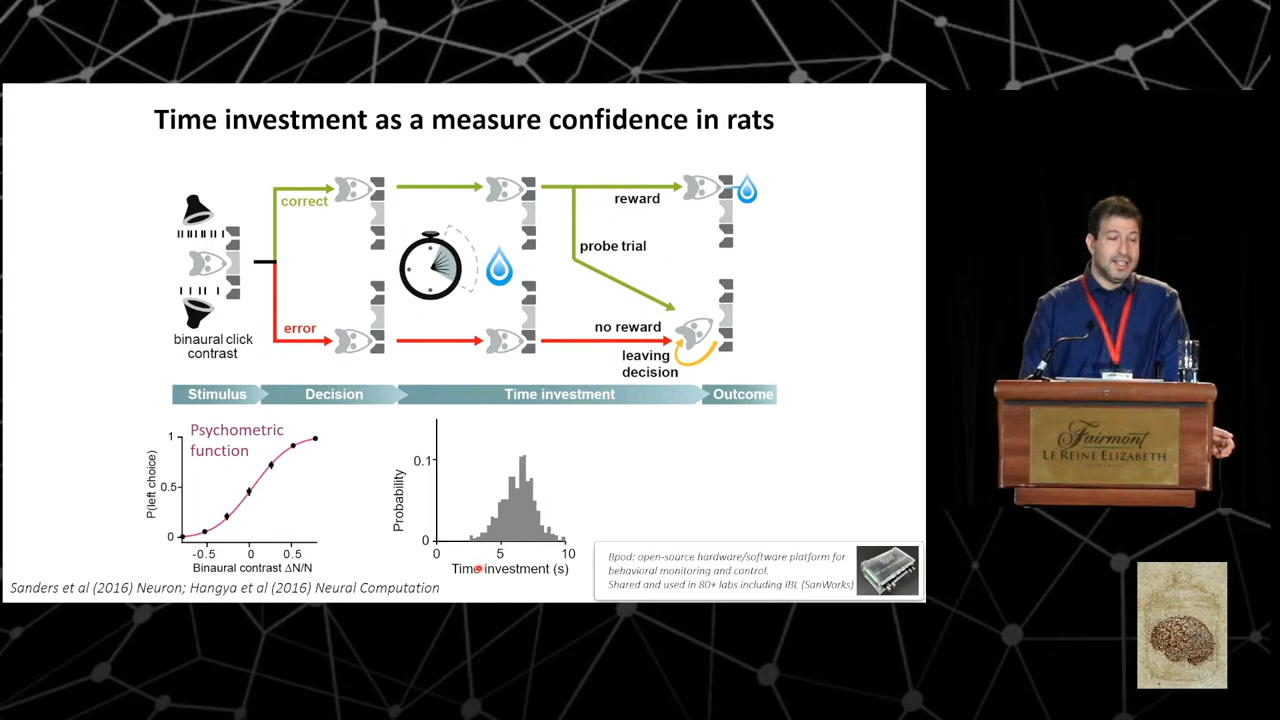 Time investment as a measure confidence in rats
correct
reward
probe trial
error
no reward
binaural click
contrast
leaving
decision
Stimulus
Decision
Time investment
Outcome
Psychometric
function
P(left choice)
1
0.5
0
-0.5
0
0.5
Binaural contrast ΔN/N
Probability
0.1
0
0
5
10
Time investment (s)
Bpod: open-source hardware/software platform for
behavioral monitoring and control.
Shared and used in 80+ labs including IBL (SanWorks)
Sanders et al (2016) Neuron; Hangya et al (2016) Neural Computation
Fairmont
LE REINE ELIZABETH